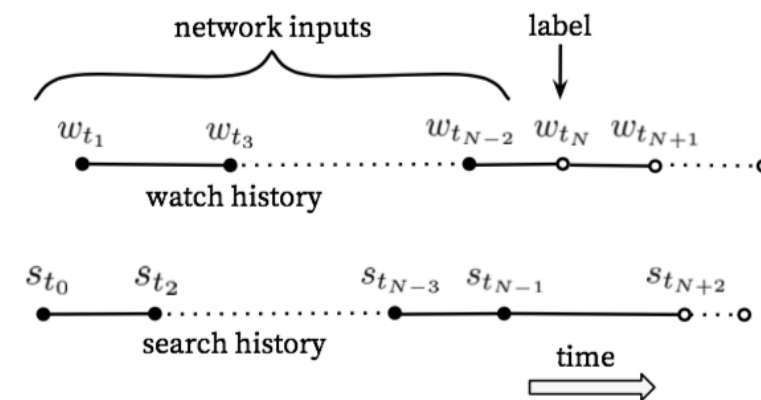 network inputs label
w_{t_1} w_{t_3} w_{t_{N-2}} w_{t_N} w_{t_{N+1}}
watch history
s_{t_0} s_{t_2} s_{t_{N-3}} s_{t_{N-1}} s_{t_{N+2}}
search history
time